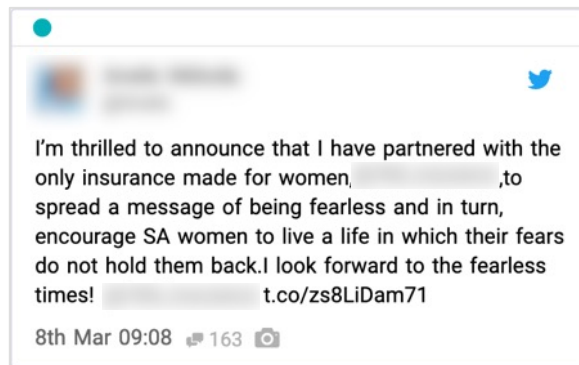 I'm thrilled to announce that I have partnered with the
only insurance made for women, ,to
spread a message of being fearless and in turn,
encourage SA women to live a life in which their fears
do not hold them back.I look forward to the fearless
times! t.co/zs8LiDam71
8th Mar 09:08 163